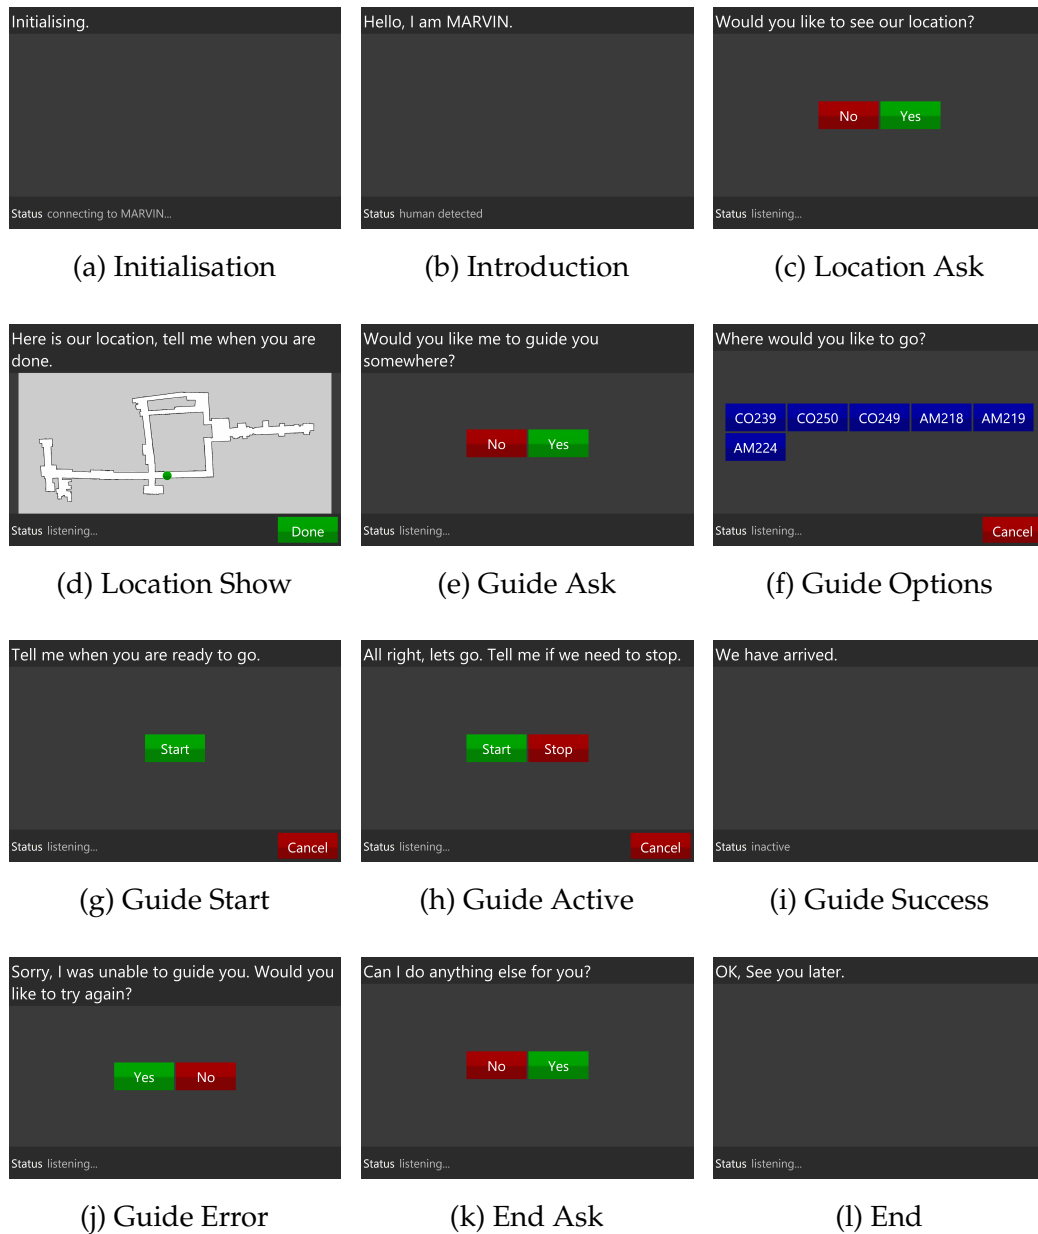 Initialising.
Status connecting to MARVIN...
(a) Initialisation
Hello, I am MARVIN.
Status human detected
(b) Introduction
Would you like to see our location?
No Yes
Status listening...
(c) Location Ask
Here is our location, tell me when you are
done.
Status listening...
Done
(d) Location Show
Would you like me to guide you
somewhere?
No Yes
Status listening...
(e) Guide Ask
Where would you like to go?
CO239 CO250 CO249 AM218 AM219
AM224
Status listening...
Cancel
(f) Guide Options
Tell me when you are ready to go.
Start
Status listening...
Cancel
(g) Guide Start
All right, lets go. Tell me if we need to stop.
Start Stop
Status listening...
Cancel
(h) Guide Active
We have arrived.
Status inactive
(i) Guide Success
Sorry, I was unable to guide you. Would you
like to try again?
Yes No
Status listening...
(j) Guide Error
Can I do anything else for you?
No Yes
Status listening...
(k) End Ask
OK, See you later.
Status listening...
(l) End